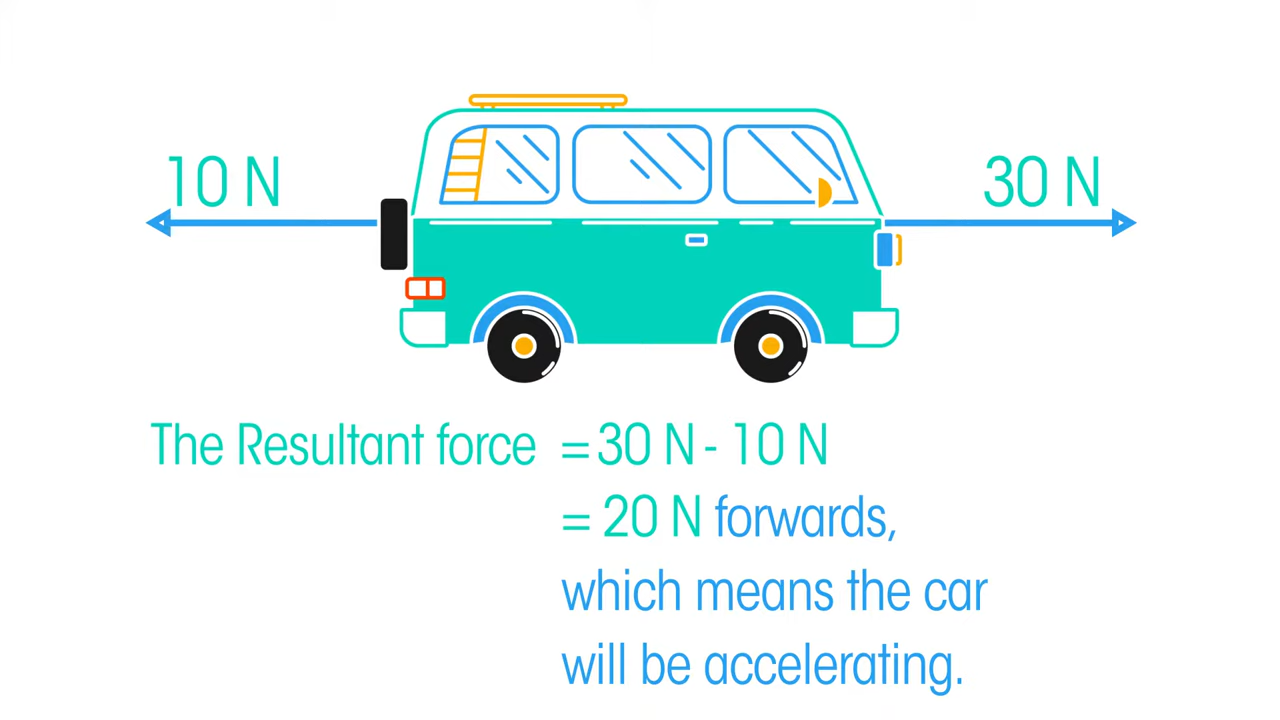 10 N
30 N
The Resultant force = 30 N - 10 N
= 20 N forwards,
which means the car
will be accelerating.